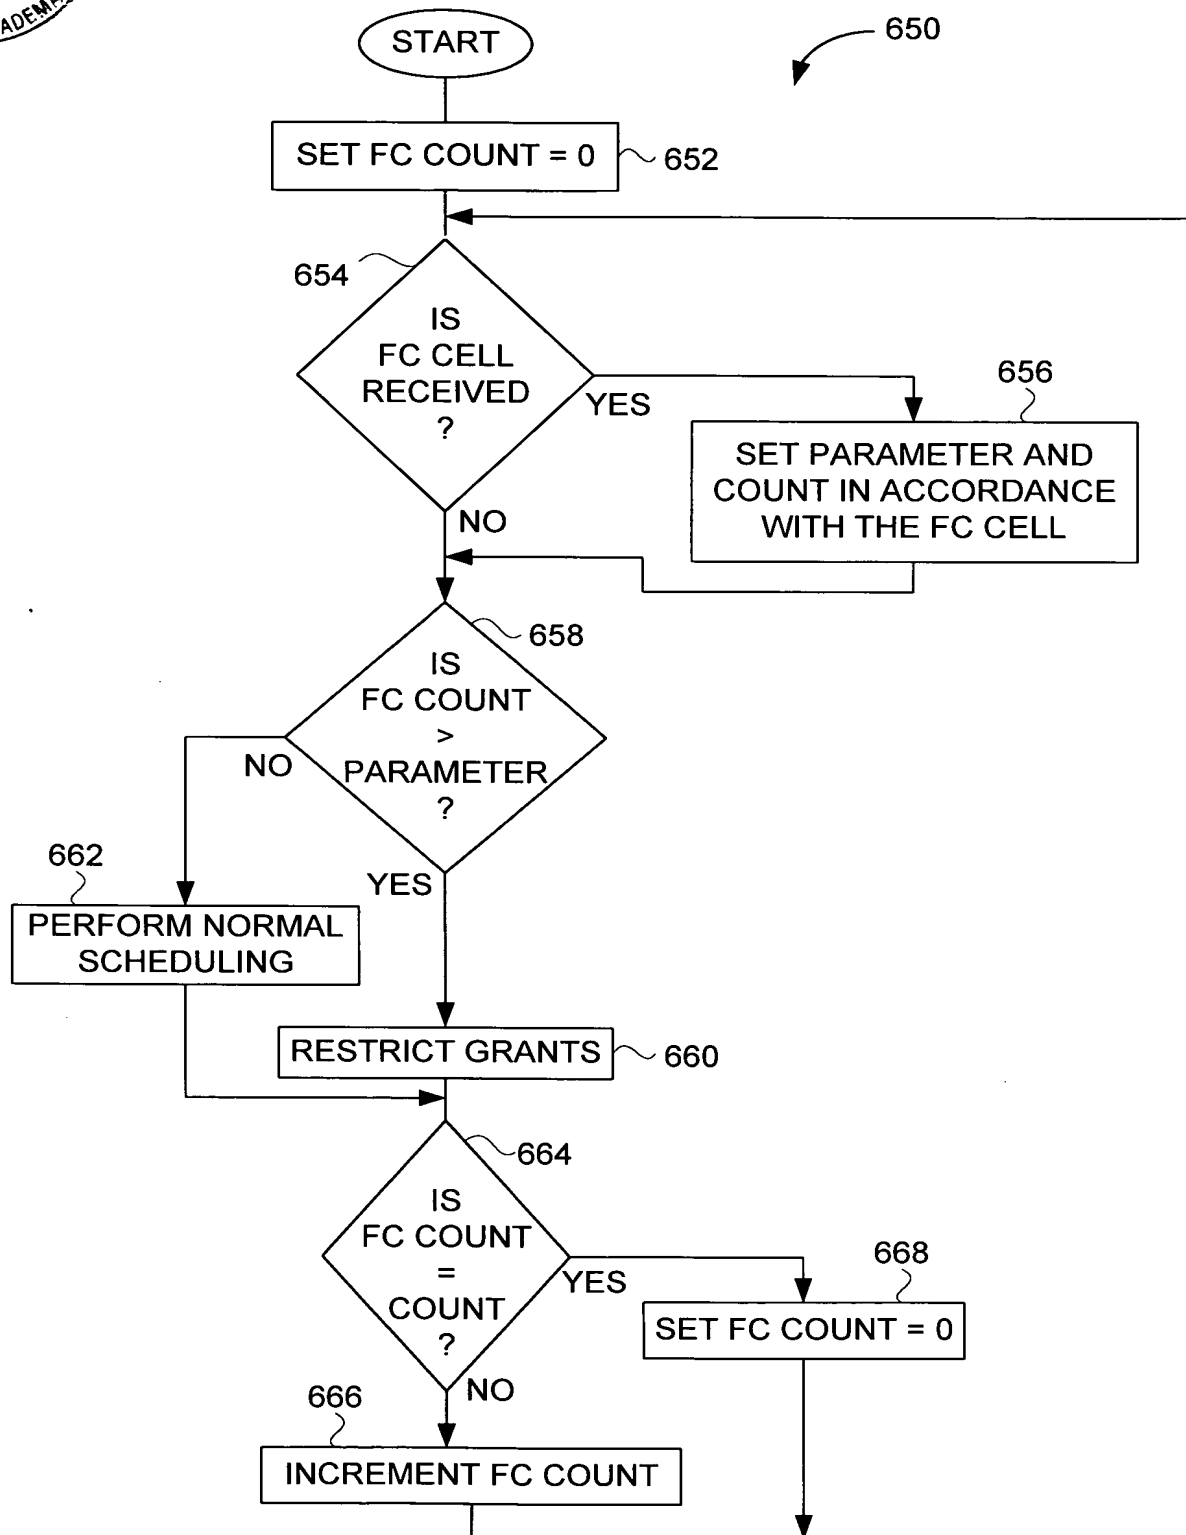 START
650
SET FC COUNT = 0
652
654
IS
FC CELL
RECEIVED
?
YES
656
SET PARAMETER AND
COUNT IN ACCORDANCE
WITH THE FC CELL
NO
658
IS
FC COUNT
>
PARAMETER
?
NO
YES
662
PERFORM NORMAL
SCHEDULING
RESTRICT GRANTS
660
664
IS
FC COUNT
=
COUNT
?
YES
668
SET FC COUNT = 0
NO
666
INCREMENT FC COUNT